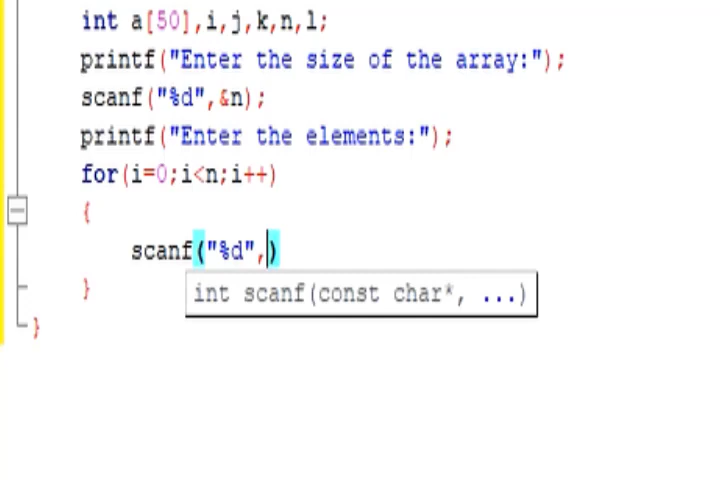 int a[50],i,j,k,n,l;
printf("Enter the size of the array:");
scanf("%d",&n);
printf("Enter the elements:");
for(i=0;i<n;i++)
{
scanf("%d",)
}
int scanf(const char*, ...)
}